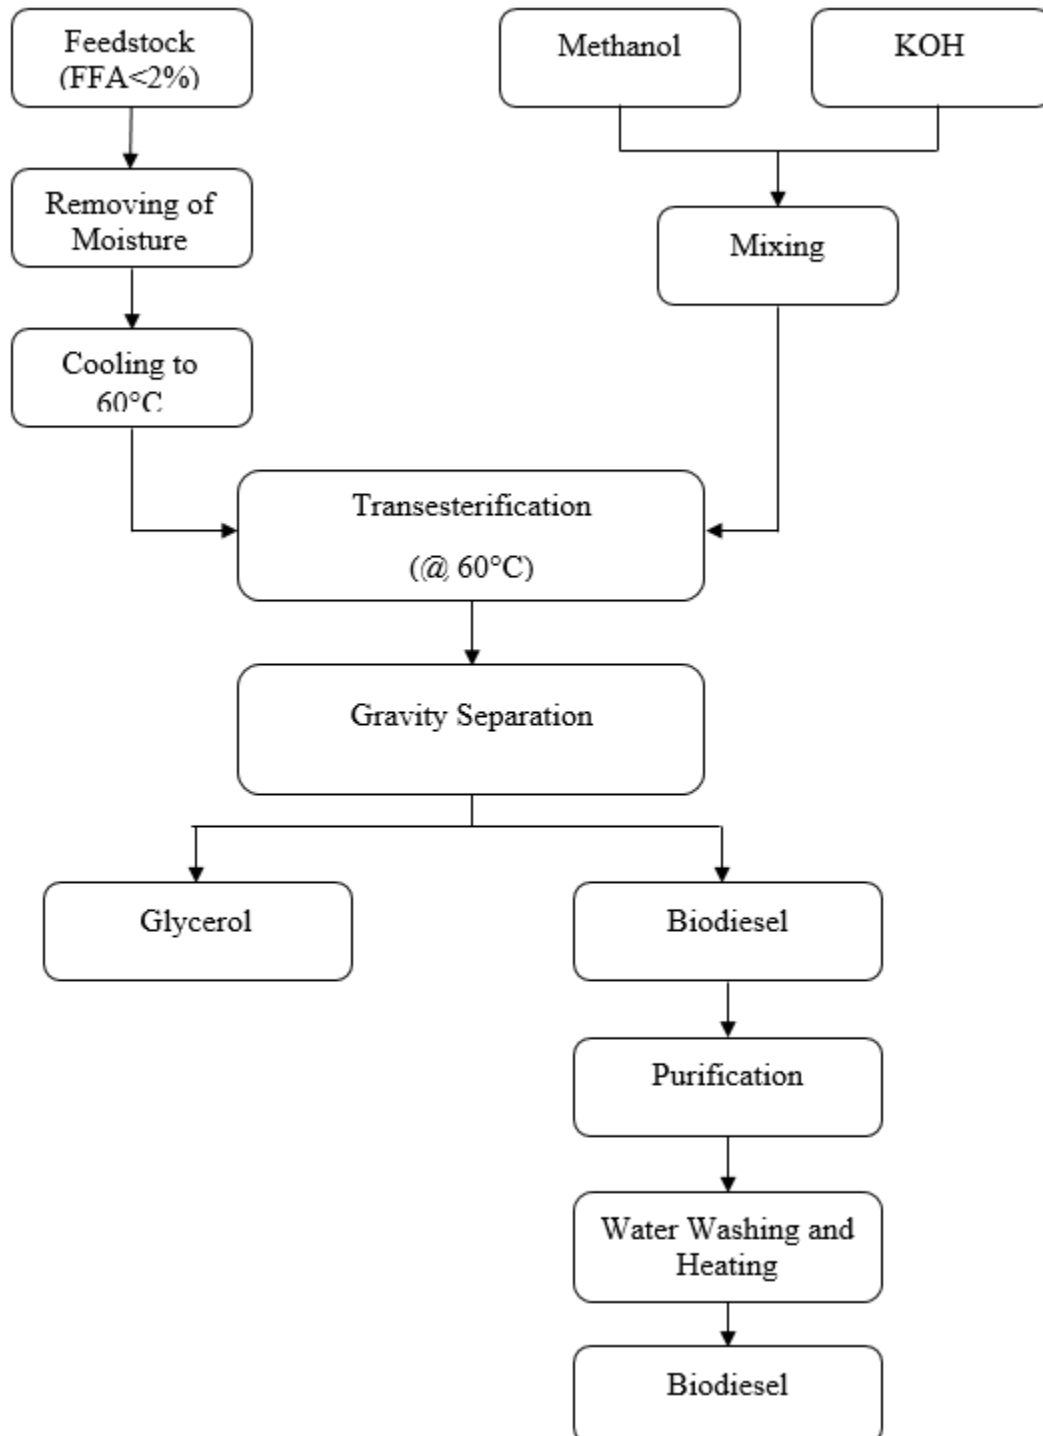 Feedstock
(FFA<2%)
Methanol
KOH
Removing of
Moisture
Mixing
Cooling to
60°C
Transesterification
(@ 60°C)
Gravity Separation
Glycerol
Biodiesel
Purification
Water Washing and
Heating
Biodiesel